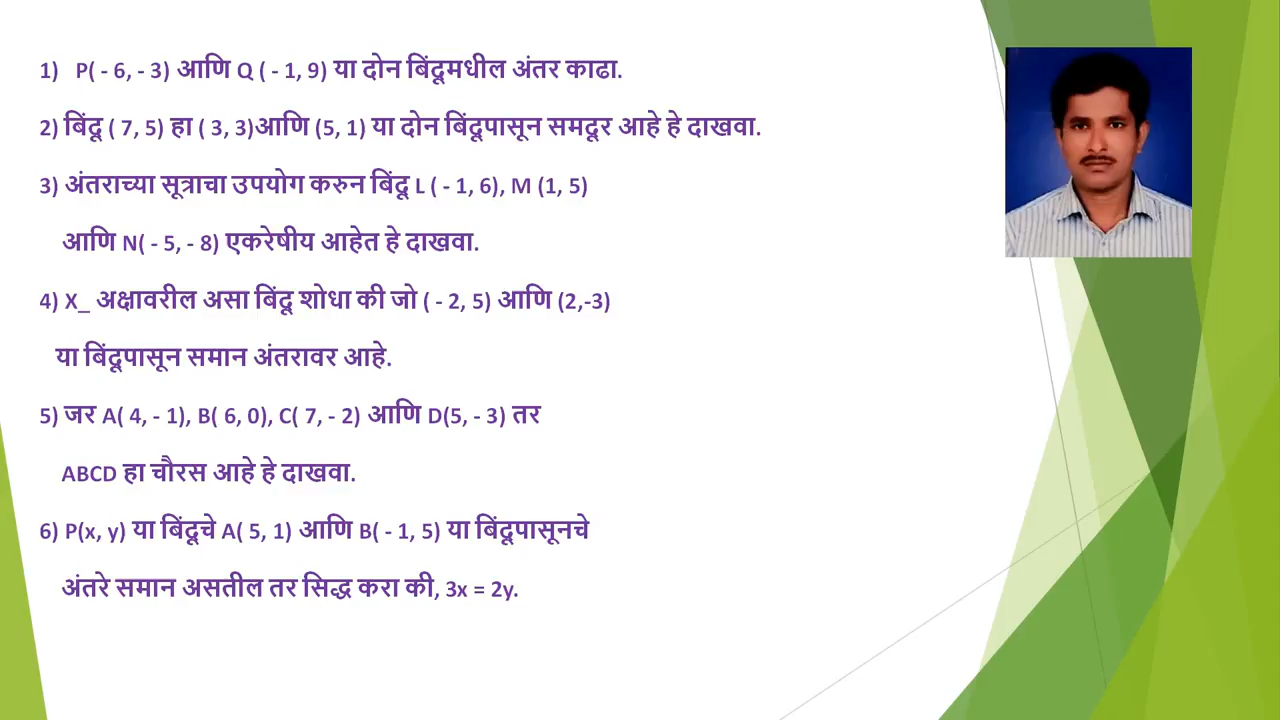 1) P( - 6, - 3) आणि Q ( - 1, 9) या दोन बिंदूमधील अंतर काढा.
2) बिंदू ( 7, 5) हा ( 3, 3)आणि (5, 1) या दोन बिंदूपासून समदूर आहे हे दाखवा.
3) अंतराच्या सूत्राचा उपयोग करुन बिंदू L ( - 1, 6), M (1, 5)
आणि N( - 5, - 8) एकरेषीय आहेत हे दाखवा.
4) X_ अक्षावरील असा बिंदू शोधा की जो ( - 2, 5) आणि (2,-3)
या बिंदूपासून समान अंतरावर आहे.
5) जर A( 4, - 1), B( 6, 0), C( 7, - 2) आणि D(5, - 3) तर
ABCD हा चौरस आहे हे दाखवा.
6) P(x, y) या बिंदूचे A( 5, 1) आणि B( - 1, 5) या बिंदूपासूनचे
अंतरे समान असतील तर सिद्ध करा की, 3x = 2y.